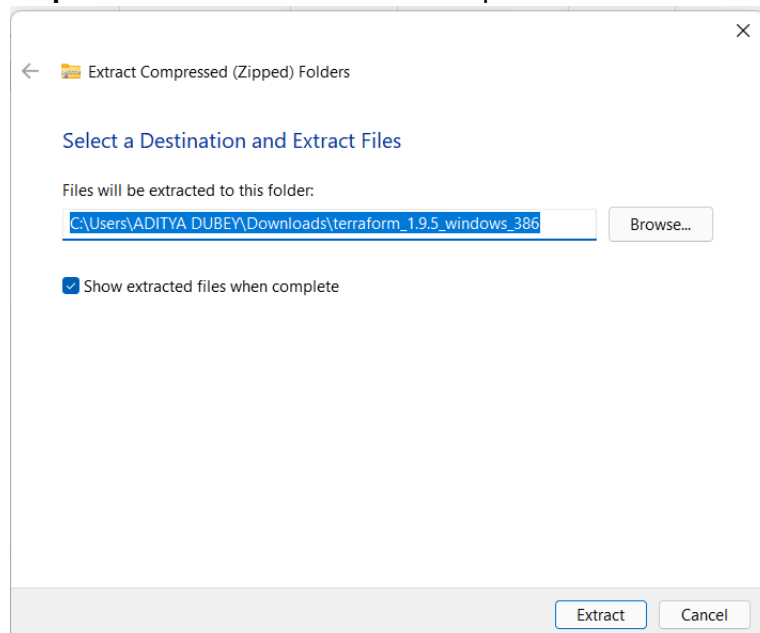 Extract Compressed (Zipped) Folders
Select a Destination and Extract Files
Files will be extracted to this folder:
C:\Users\ADITYA DUBEY\Downloads\terraform_1.9.5_windows_386
Browse...
Show extracted files when complete
Extract Cancel